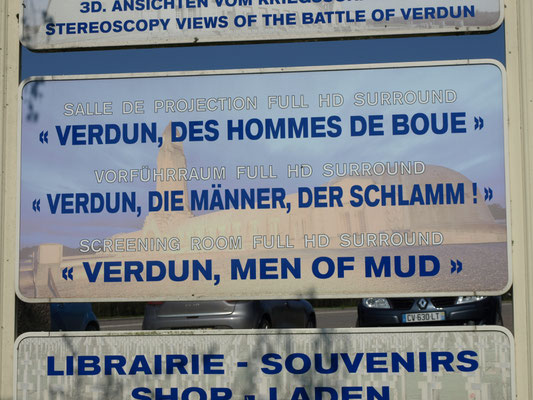 3D. ANSICHTEN VOM
STEREOSCOPY VIEWS OF THE BATTLE OF VERDUN
SALLE DE PROJECTION FULL HD SURROUND
« VERDUN, DES HOMMES DE BOUE »
VORFÜHRRAUM FULL HD SURROUND
« VERDUN, DIE MÄNNER, DER SCHLAMM ! »
SCREENING ROOM FULL HD SURROUND
« VERDUN, MEN OF MUD »
CV 630 LT
LIBRAIRIE - SOUVENIRS
SHOP - LADEN